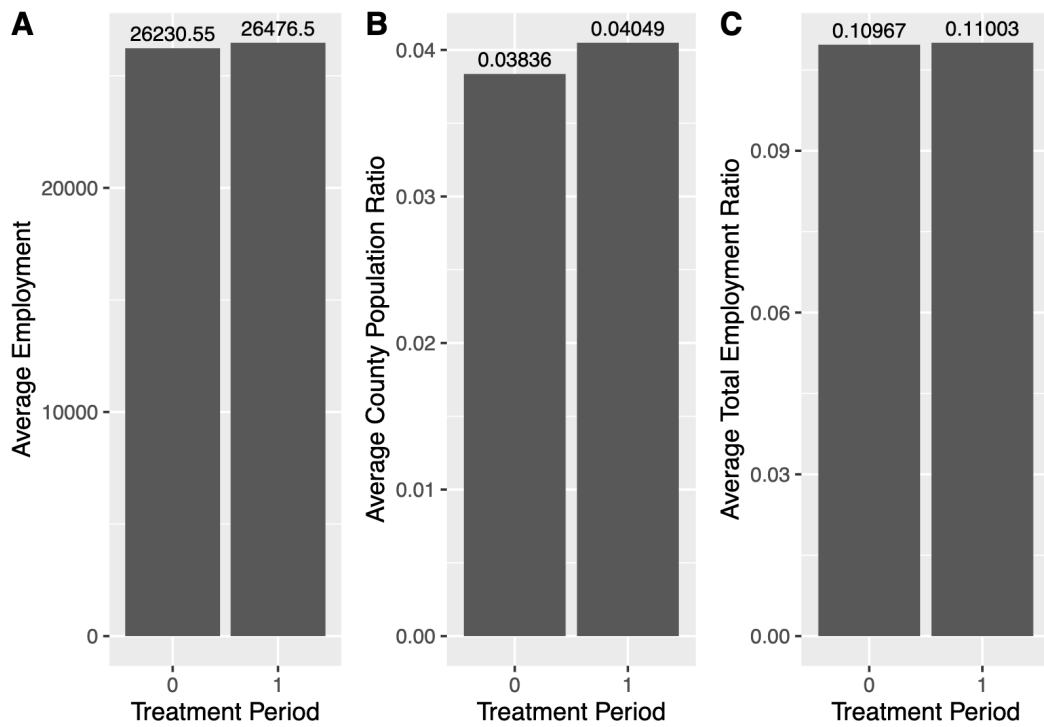 A
26230.55
26476.5
20000
10000
0
Average Employment
0
1
Treatment Period
B
0.03836
0.04049
0.04
0.03
0.02
0.01
0.00
Average County Population Ratio
0
1
Treatment Period
C
0.10967
0.11003
0.09
0.06
0.03
0.00
Average Total Employment Ratio
0
1
Treatment Period